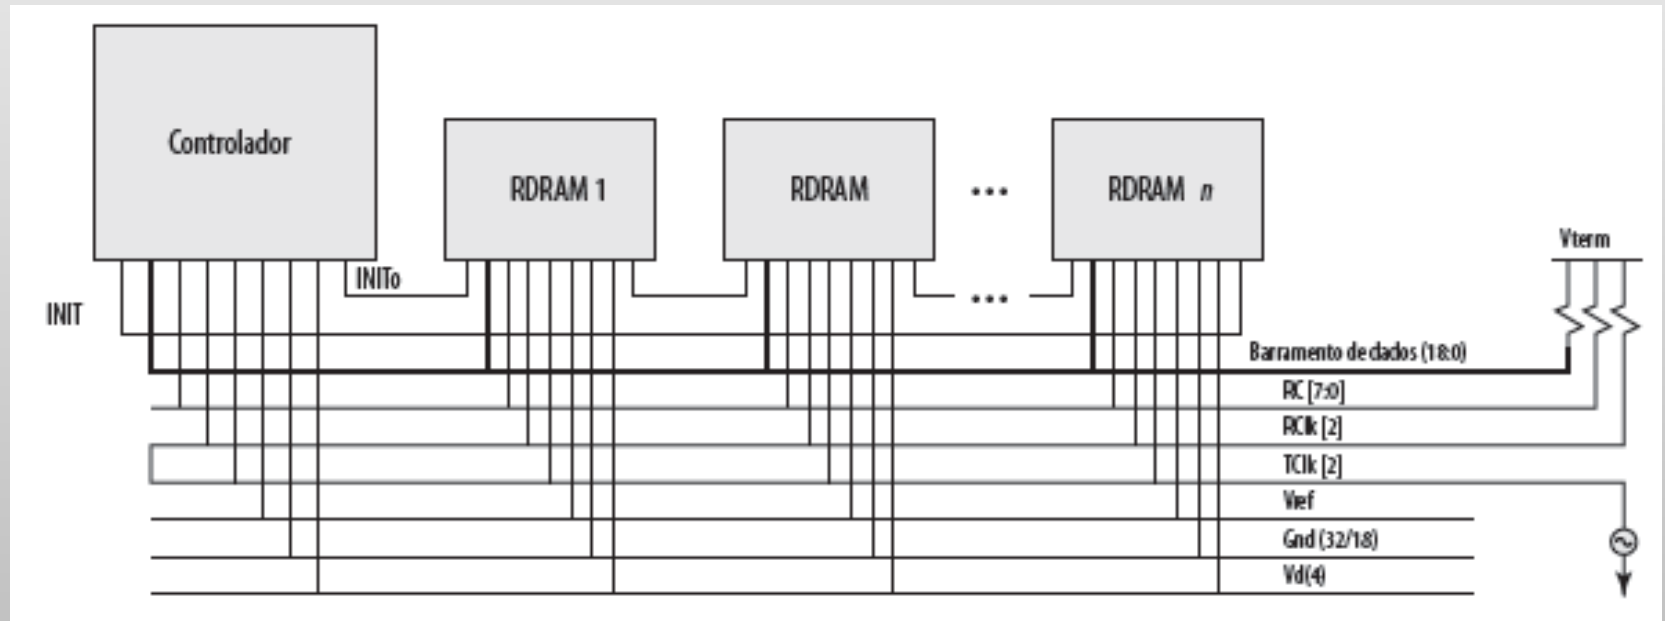 Controlador
RDRAM 1
RDRAM
...
RDRAM n
Vterm
INITo
...
INIT
Barramento de dados (18:0)
RC [7:0]
RClk [2]
TClk [2]
Vref
Gnd (32/18)
Vd(4)